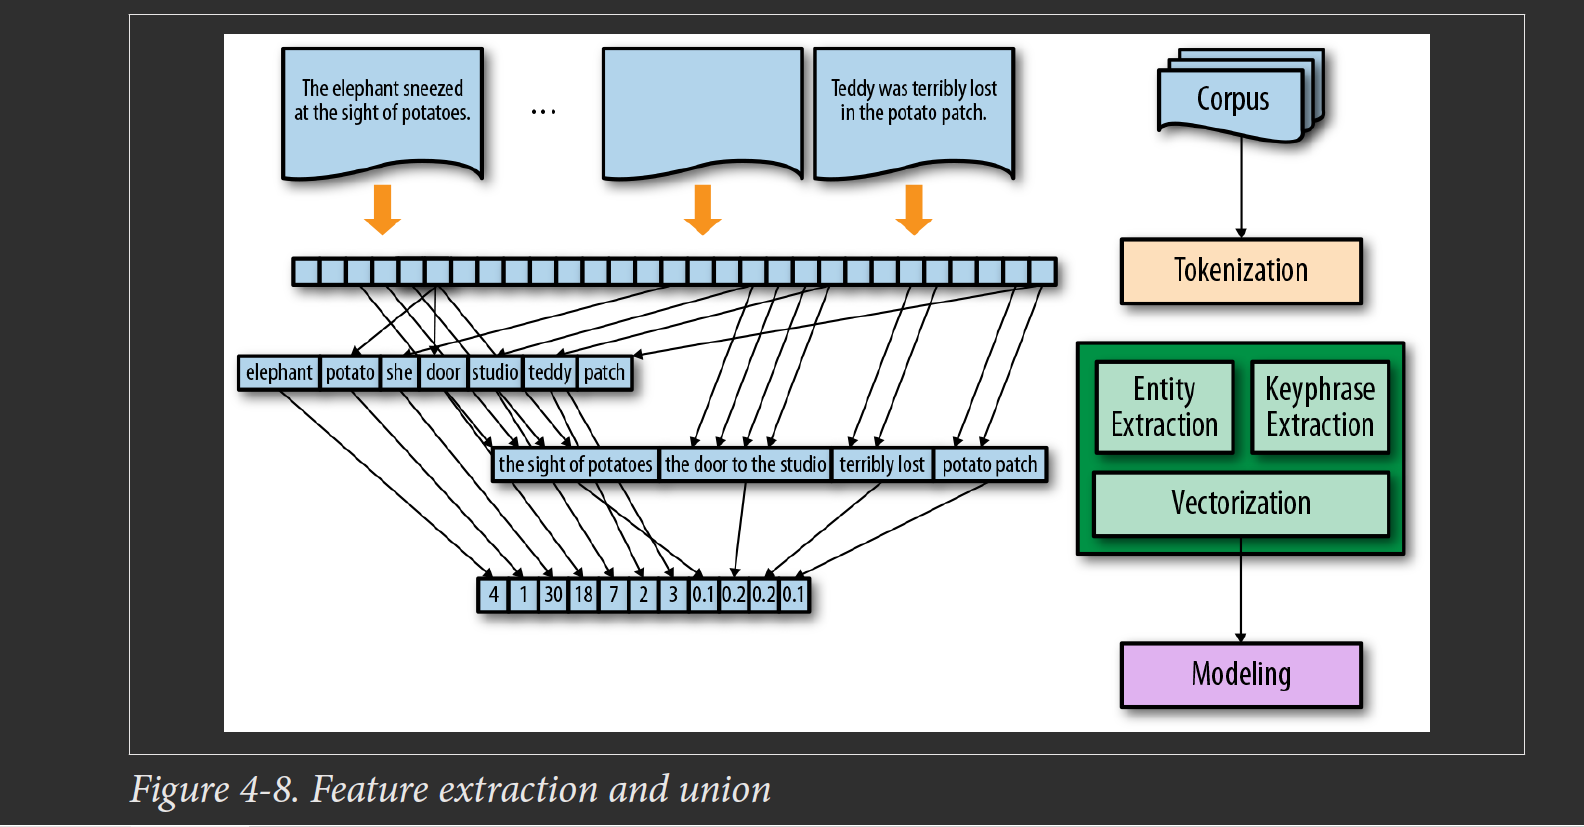 The elephant sneezed
at the sight of potatoes.
...
Teddy was terribly lost
in the potato patch.
Corpus
Tokenization
elephant potato she door studio teddy patch
Entity
Extraction
Keyphrase
Extraction
the sight of potatoes the door to the studio terribly lost potato patch
Vectorization
4 1 30 18 7 2 3 0.1 0.2 0.2 0.1
Modeling
Figure 4-8. Feature extraction and union